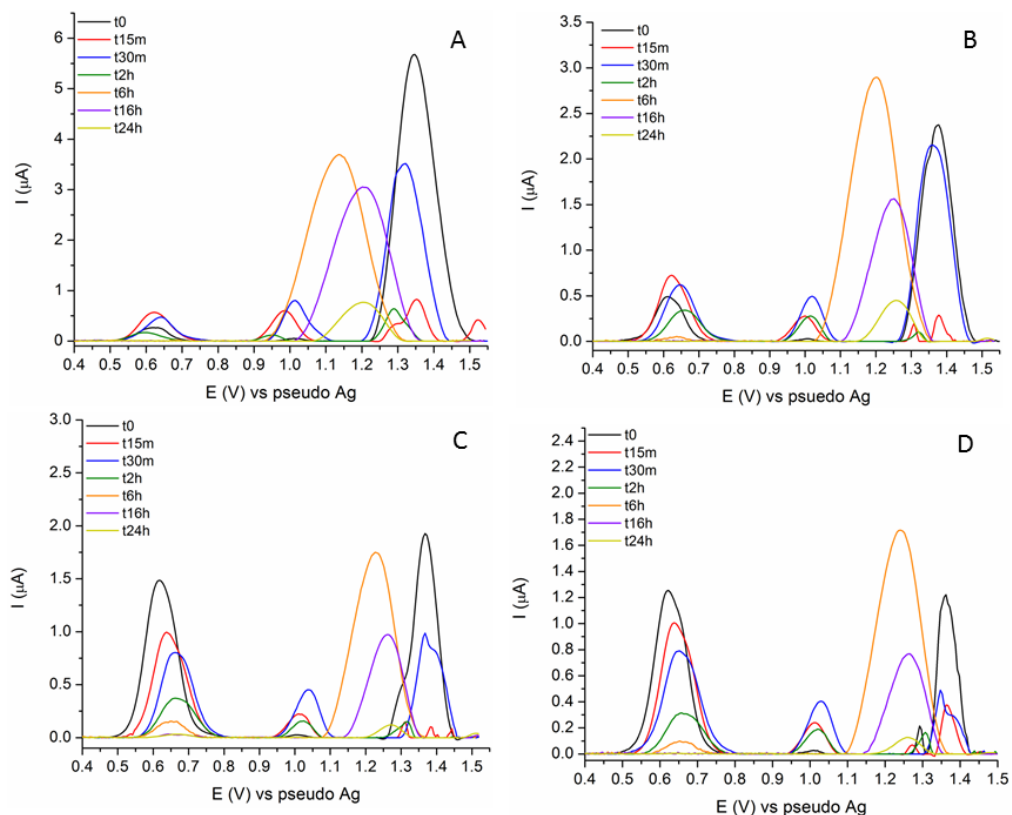 A
t0
t15m
t30m
t2h
t6h
t16h
t24h
I (µA)
6
5
4
3
2
1
0
0.4 0.5 0.6 0.7 0.8 0.9 1.0 1.1 1.2 1.3 1.4 1.5
E (V) vs pseudo Ag
B
t0
t15m
t30m
t2h
t6h
t16h
t24h
I (µA)
3.5
3.0
2.5
2.0
1.5
1.0
0.5
0.0
0.4 0.5 0.6 0.7 0.8 0.9 1.0 1.1 1.2 1.3 1.4 1.5
E (V) vs psuedo Ag
C
t0
t15m
t30m
t2h
t6h
t16h
t24h
I (µA)
3.0
2.5
2.0
1.5
1.0
0.5
0.0
0.4 0.5 0.6 0.7 0.8 0.9 1.0 1.1 1.2 1.3 1.4 1.5
E (V) vs pseudo Ag
D
t0
t15m
t30m
t2h
t6h
t16h
t24h
I (µA)
2.4
2.2
2.0
1.8
1.6
1.4
1.2
1.0
0.8
0.6
0.4
0.2
0.0
0.4 0.5 0.6 0.7 0.8 0.9 1.0 1.1 1.2 1.3 1.4 1.5
E (V) vs pseudo Ag